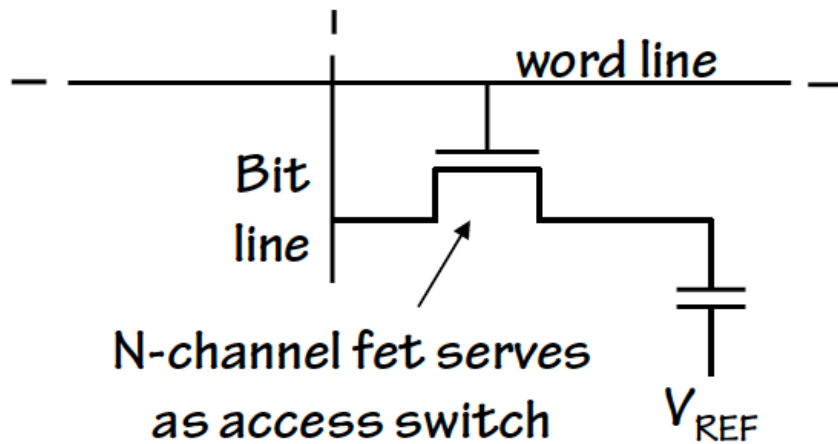 word line
Bit
line
N-channel fet serves
as access switch
VREF